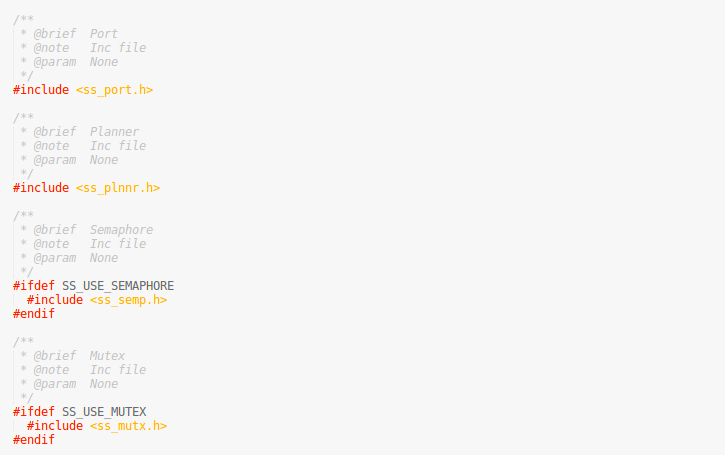 /**
 * @brief  Port
 * @note   Inc file
 * @param  None
 */
#include <ss_port.h>

/**
 * @brief  Planner
 * @note   Inc file
 * @param  None
 */
#include <ss_plnnr.h>

/**
 * @brief  Semaphore
 * @note   Inc file
 * @param  None
 */
#ifdef SS_USE_SEMAPHORE
  #include <ss_semp.h>
#endif

/**
 * @brief  Mutex
 * @note   Inc file
 * @param  None
 */
#ifdef SS_USE_MUTEX
  #include <ss_mutx.h>
#endif